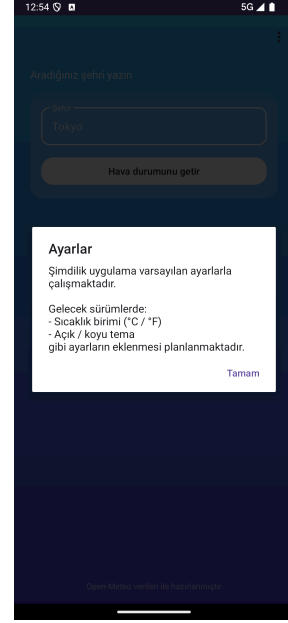 12:54
5G
Aradığınız şehri yazın
Şehir
Tokyo
Hava durumunu getir
Ayarlar
Şimdilik uygulama varsayılan ayarlarla
çalışmaktadır.
Gelecek sürümlerde:
- Sıcaklık birimi (°C / °F)
- Açık / koyu tema
gibi ayarların eklenmesi planlanmaktadır.
Tamam
Open-Meteo verileri ile hazırlanmıştır